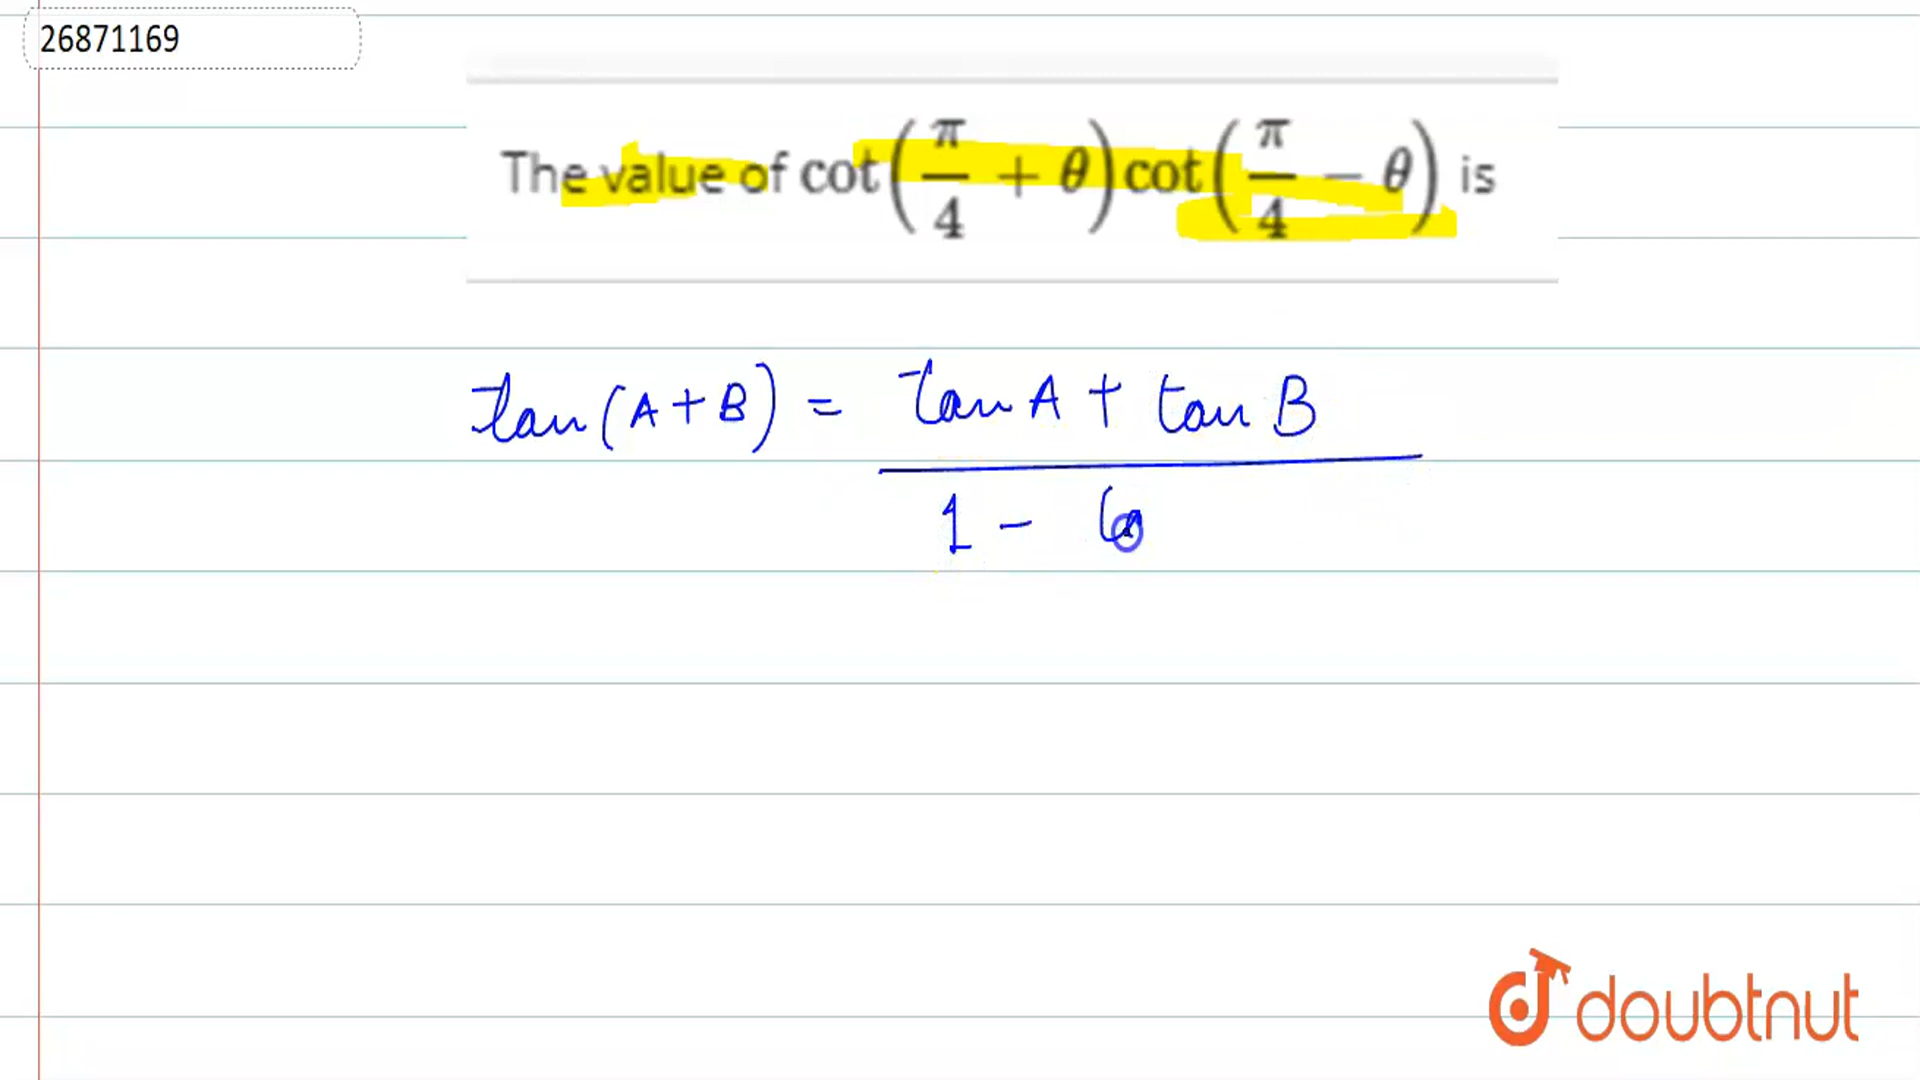 26871169
The value of cot(π/4 + θ)cot(π/4 − θ) is
tan(A+B) = tan A + tan B
1 −
doubtnut